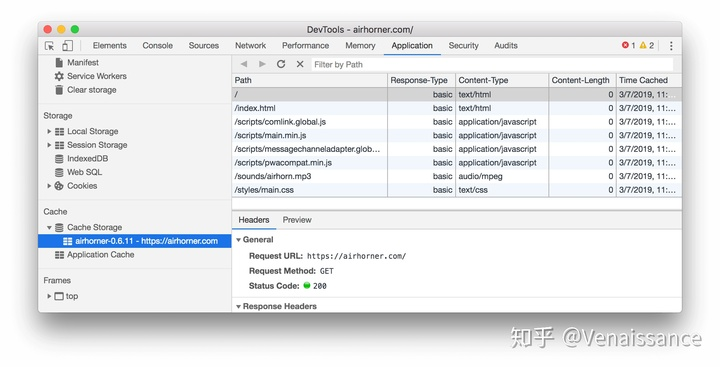 DevTools - airhorner.com/
Elements Console Sources Network Performance Memory Application Security Audits 1 2
Manifest
Service Workers
Clear storage
Storage
Local Storage
Session Storage
IndexedDB
Web SQL
Cookies
Cache
Cache Storage
airhorner-0.6.11 - https://airhorner.com
Application Cache
Frames
top
Filter by Path
Path Response-Type Content-Type Content-Length Time Cached
/ basic text/html 0 3/7/2019, 11:...
/index.html basic text/html 0 3/7/2019, 11:...
/scripts/comlink.global.js basic application/javascript 0 3/7/2019, 11:...
/scripts/main.min.js basic application/javascript 0 3/7/2019, 11:...
/scripts/messagechanneladapter.glob... basic application/javascript 0 3/7/2019, 11:...
/scripts/pwacompat.min.js basic application/javascript 0 3/7/2019, 11:...
/sounds/airhorn.mp3 basic audio/mpeg 0 3/7/2019, 11:...
/styles/main.css basic text/css 0 3/7/2019, 11:...
Headers Preview
General
Request URL: https://airhorner.com/
Request Method: GET
Status Code: 200
Response Headers
知乎 @Venaissance